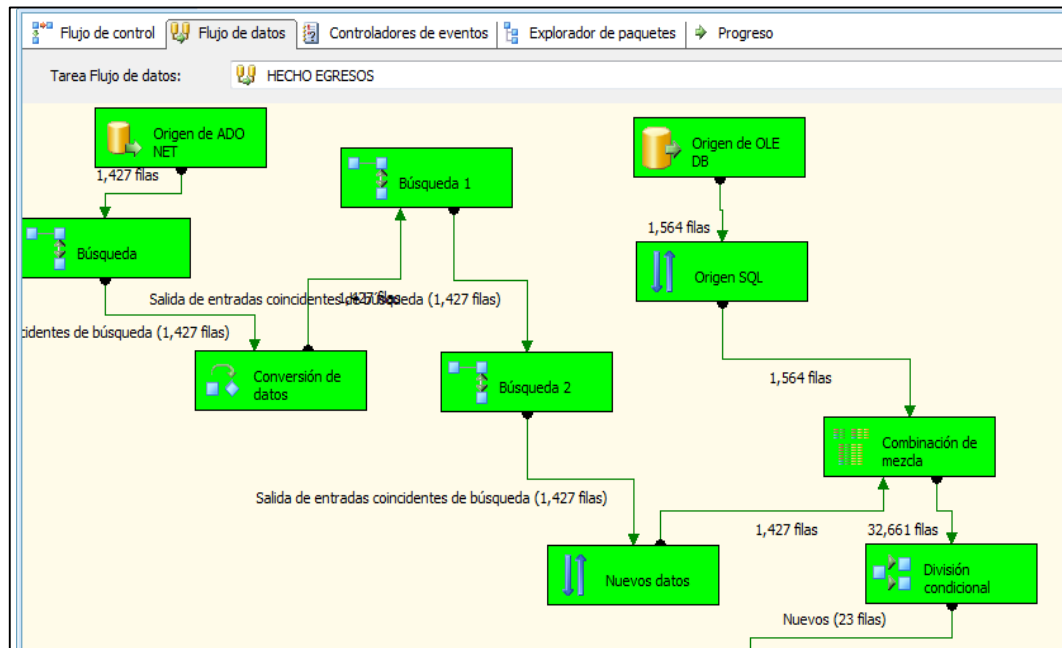 Flujo de control
Flujo de datos
Controladores de eventos
Explorador de paquetes
Progreso
Tarea Flujo de datos:
HECHO EGRESOS
Origen de ADO
NET
1,427 filas
Búsqueda
Búsqueda 1
Origen de OLE
DB
1,564 filas
Origen SQL
Salida de entradas coincidentes de búsqueda (1,427 filas)
1,427 filas
cidentes de búsqueda (1,427 filas)
Conversión de
datos
Búsqueda 2
1,564 filas
Combinación de
mezcla
Salida de entradas coincidentes de búsqueda (1,427 filas)
1,427 filas
32,661 filas
Nuevos datos
División
condicional
Nuevos (23 filas)